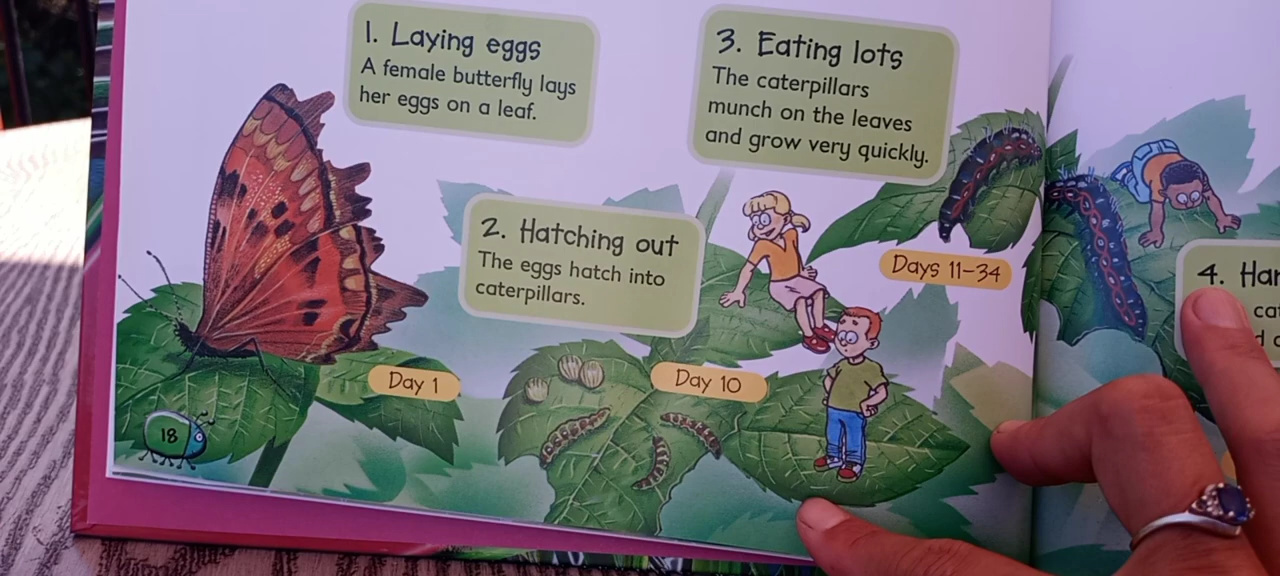 1. Laying eggs
A female butterfly lays
her eggs on a leaf.
Day 1
2. Hatching out
The eggs hatch into
caterpillars.
Day 10
3. Eating lots
The caterpillars
munch on the leaves
and grow very quickly.
Days 11-34
4.
18